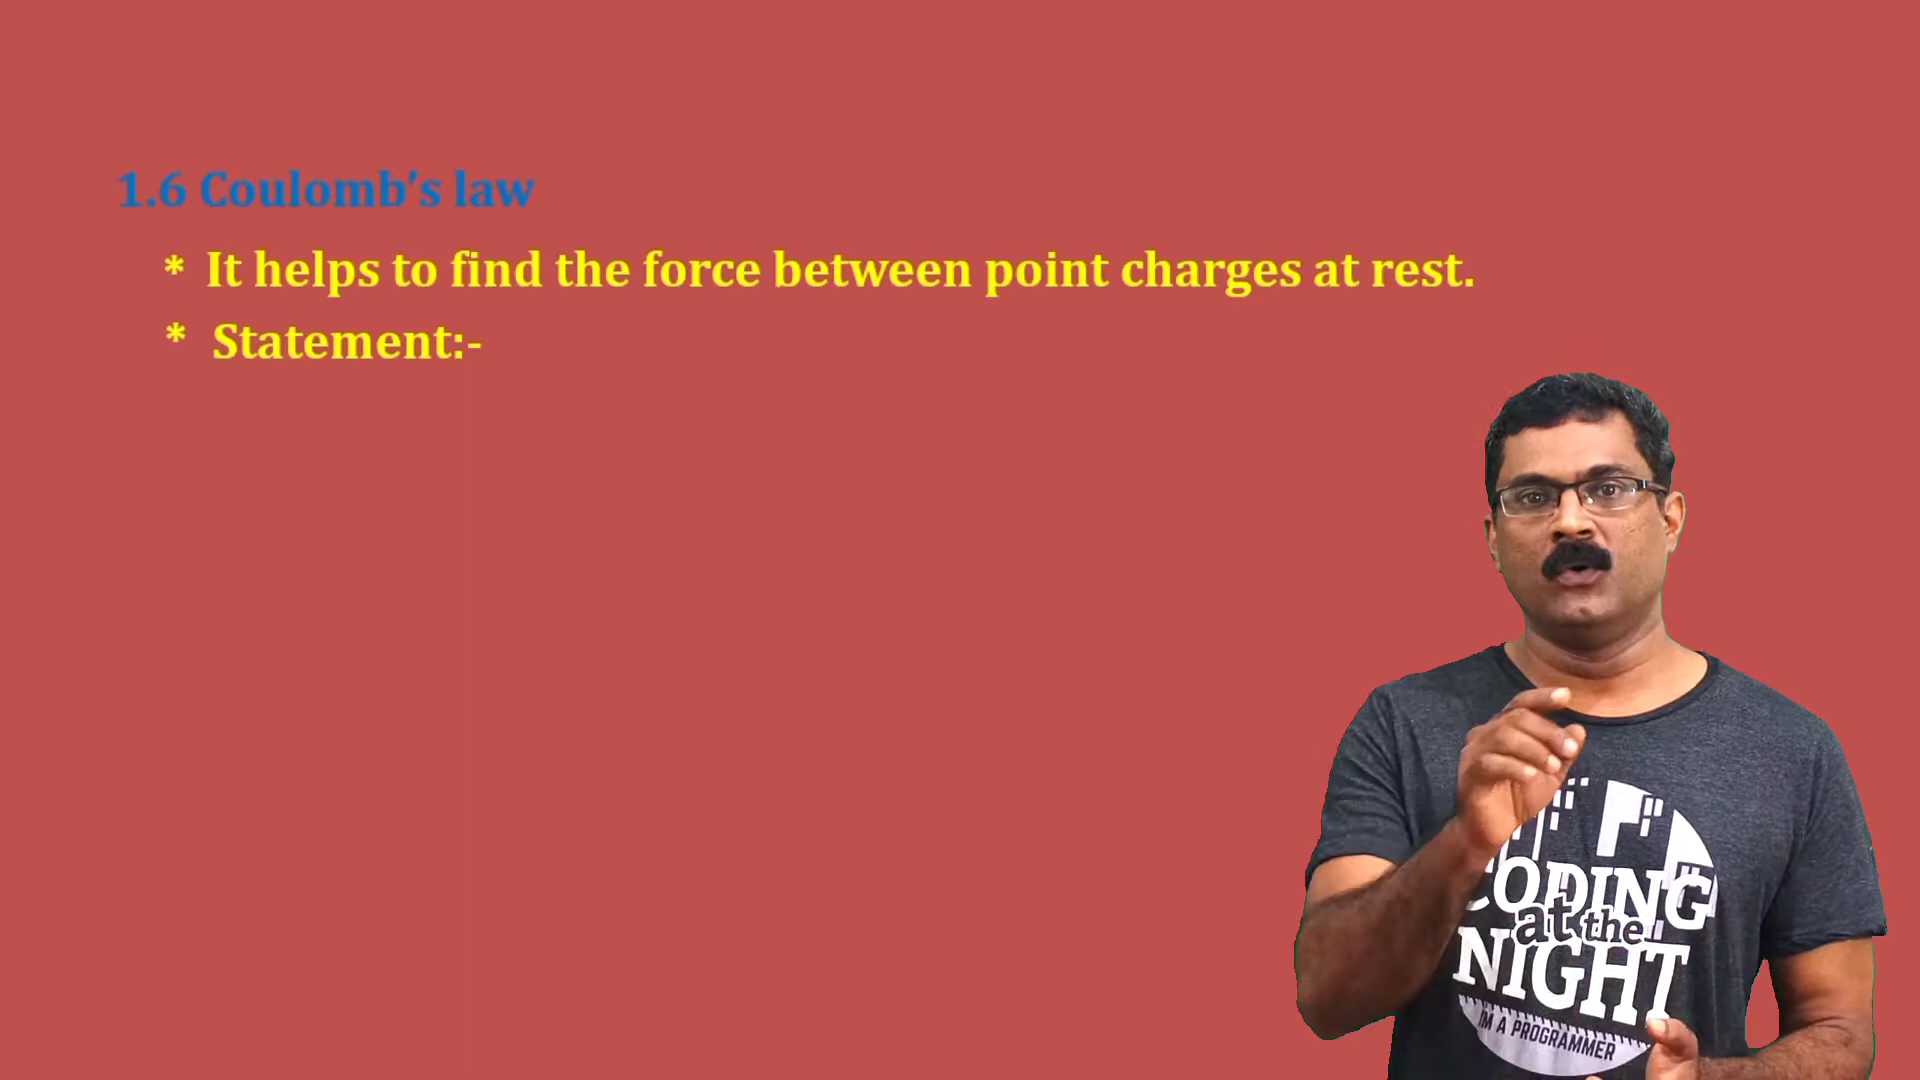 1.6 Coulomb's law
* It helps to find the force between point charges at rest.
* Statement:-
CODING
at the
NIGHT
I'M A PROGRAMMER